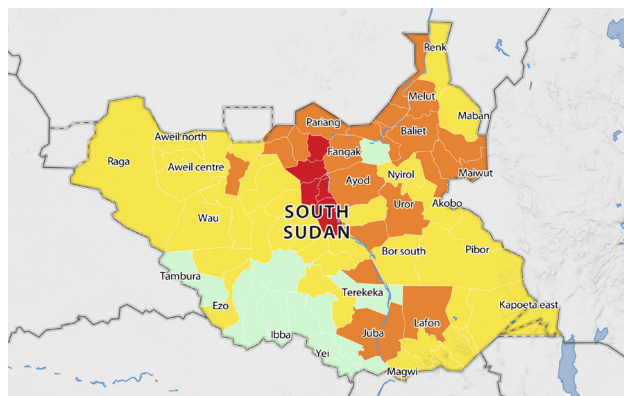 Renk
Melut
Maban
Pariang
Baliet
Aweil north
Fangak
Raga
Aweil centre
Nyirol
Maiwut
Ayod
Akobo
Uror
Wau
SOUTH
SUDAN
Bor south
Pibor
Tambura
Terekeka
Ezo
Kapoeta east
Lafon
Juba
Ibba
Yei
Magwi